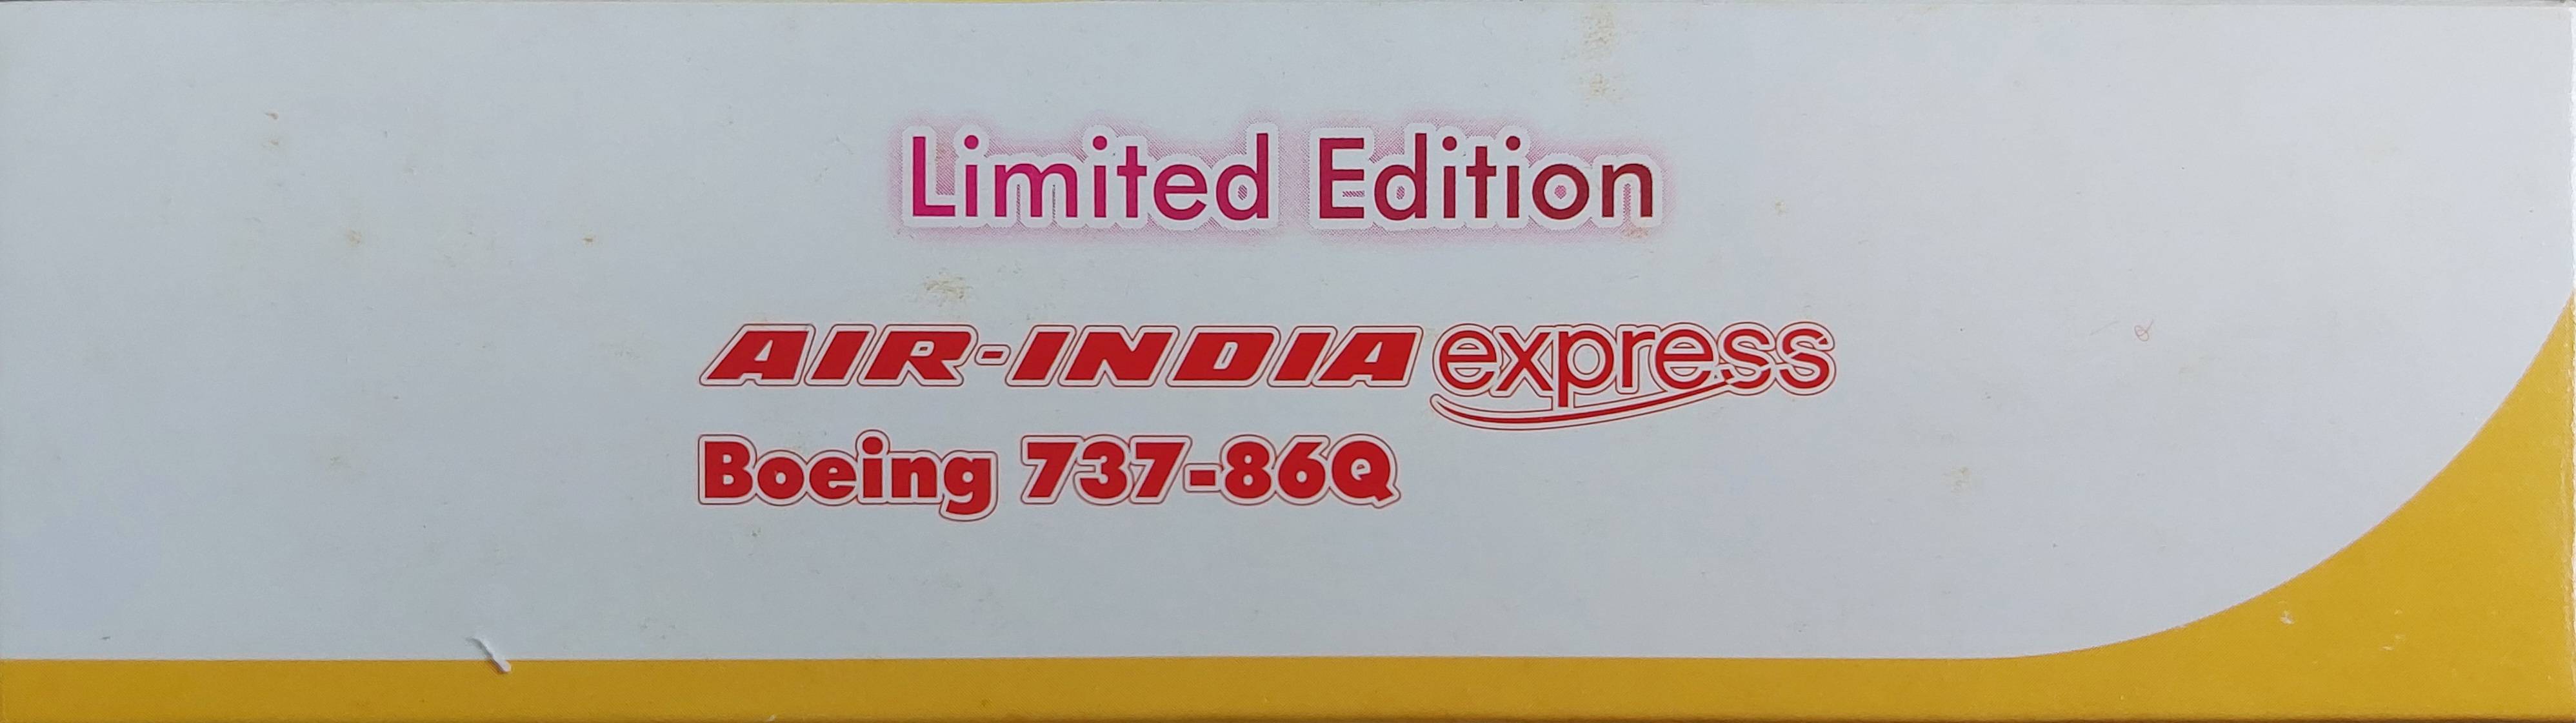 Limited Edition
AIR-INDIA express
Boeing 737-86Q